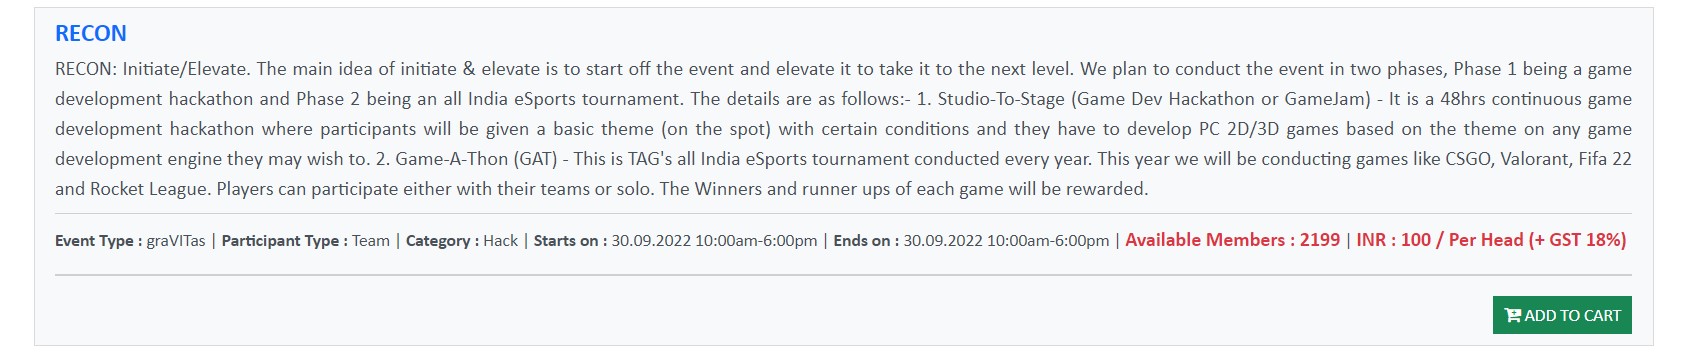 RECON
RECON: Initiate/Elevate. The main idea of initiate & elevate is to start off the event and elevate it to take it to the next level. We plan to conduct the event in two phases, Phase 1 being a game
development hackathon and Phase 2 being an all India eSports tournament. The details are as follows:- 1. Studio-To-Stage (Game Dev Hackathon or GameJam) - It is a 48hrs continuous game
development hackathon where participants will be given a basic theme (on the spot) with certain conditions and they have to develop PC 2D/3D games based on the theme on any game
development engine they may wish to. 2. Game-A-Thon (GAT) - This is TAG's all India eSports tournament conducted every year. This year we will be conducting games like CSGO, Valorant, Fifa 22
and Rocket League. Players can participate either with their teams or solo. The Winners and runner ups of each game will be rewarded.
Event Type : graVITas | Participant Type : Team | Category : Hack | Starts on : 30.09.2022 10:00am-6:00pm | Ends on : 30.09.2022 10:00am-6:00pm | Available Members : 2199 | INR : 100 / Per Head (+ GST 18%)
ADD TO CART